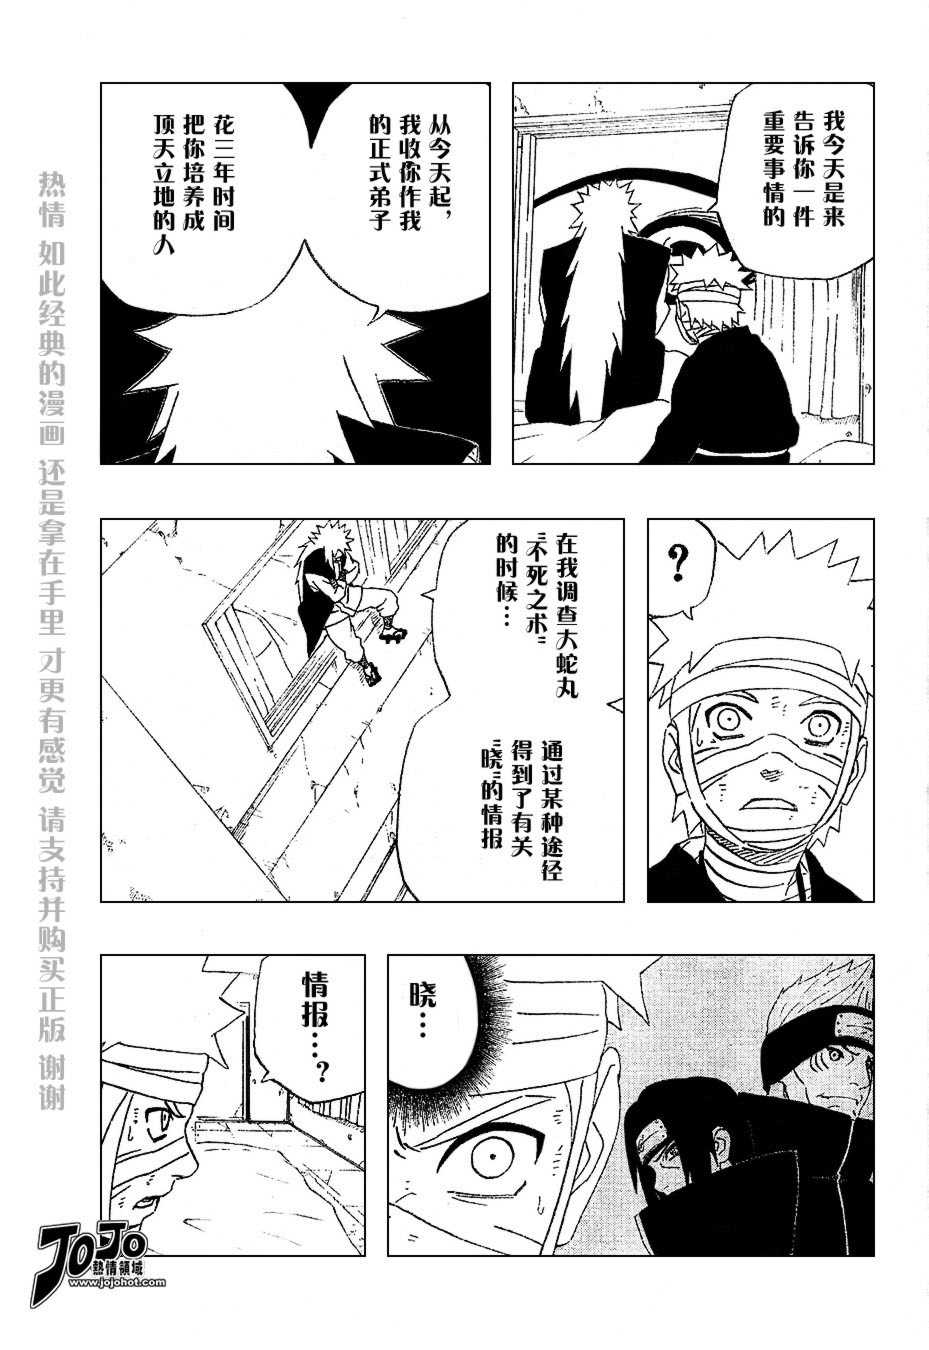 我今天是来
告诉你一件
重要事情的
从今天起，
我收你作我
的正式弟子
花三年时间
把你培养成
顶天立地的人
？
在我调查大蛇丸
"不死之术"
的时候…
通过某种途径
得到了有关
"晓"的情报
晓…
情报…？
热情 如此经典的漫画 还是拿在手里 才更有感觉 请支持并购买正版 谢谢
JOJO
熱情領域
www.jojohot.com